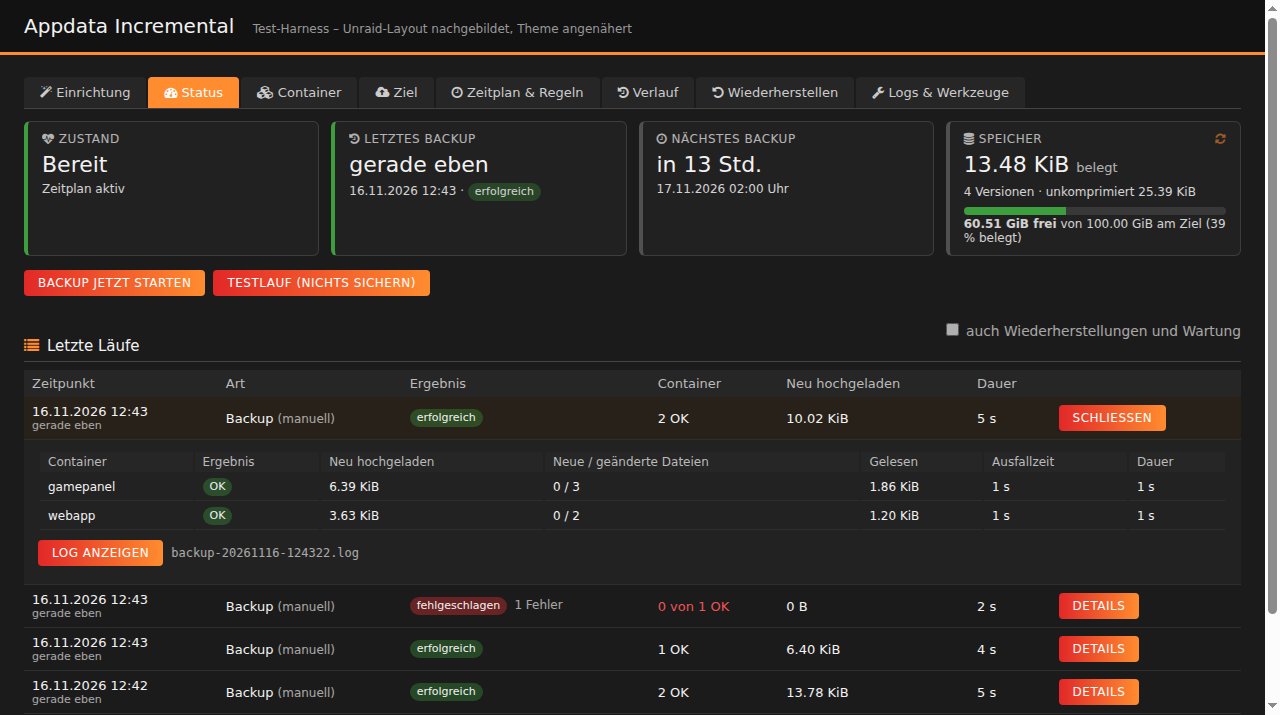 Appdata Incremental Test-Harness – Unraid-Layout nachgebildet, Theme angenähert
Einrichtung Status Container Ziel Zeitplan & Regeln Verlauf Wiederherstellen Logs & Werkzeuge
ZUSTAND
Bereit
Zeitplan aktiv
LETZTES BACKUP
gerade eben
16.11.2026 12:43 · erfolgreich
NÄCHSTES BACKUP
in 13 Std.
17.11.2026 02:00 Uhr
SPEICHER
13.48 KiB belegt
4 Versionen · unkomprimiert 25.39 KiB
60.51 GiB frei von 100.00 GiB am Ziel (39
% belegt)
BACKUP JETZT STARTEN TESTLAUF (NICHTS SICHERN)
auch Wiederherstellungen und Wartung
Letzte Läufe
Zeitpunkt Art Ergebnis Container Neu hochgeladen Dauer
16.11.2026 12:43 Backup (manuell) erfolgreich 2 OK 10.02 KiB 5 s SCHLIESSEN
gerade eben
Container Ergebnis Neu hochgeladen Neue / geänderte Dateien Gelesen Ausfallzeit Dauer
gamepanel OK 6.39 KiB 0 / 3 1.86 KiB 1 s 1 s
webapp OK 3.63 KiB 0 / 2 1.20 KiB 1 s 1 s
LOG ANZEIGEN backup-20261116-124322.log
16.11.2026 12:43 Backup (manuell) fehlgeschlagen 1 Fehler 0 von 1 OK 0 B 2 s DETAILS
gerade eben
16.11.2026 12:43 Backup (manuell) erfolgreich 1 OK 6.40 KiB 4 s DETAILS
gerade eben
16.11.2026 12:42 Backup (manuell) erfolgreich 2 OK 13.78 KiB 5 s DETAILS
gerade eben